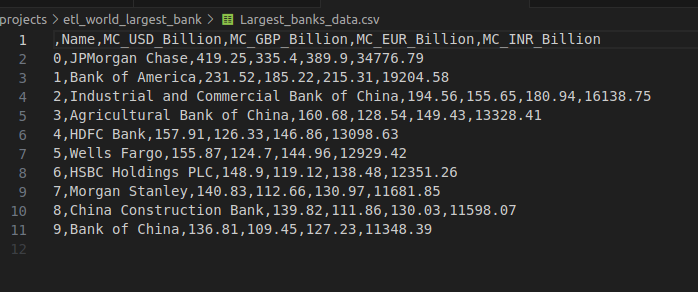 projects > etl_world_largest_bank > Largest_banks_data.csv
1 ,Name,MC_USD_Billion,MC_GBP_Billion,MC_EUR_Billion,MC_INR_Billion
2 0,JPMorgan Chase,419.25,335.4,389.9,34776.79
3 1,Bank of America,231.52,185.22,215.31,19204.58
4 2,Industrial and Commercial Bank of China,194.56,155.65,180.94,16138.75
5 3,Agricultural Bank of China,160.68,128.54,149.43,13328.41
6 4,HDFC Bank,157.91,126.33,146.86,13098.63
7 5,Wells Fargo,155.87,124.7,144.96,12929.42
8 6,HSBC Holdings PLC,148.9,119.12,138.48,12351.26
9 7,Morgan Stanley,140.83,112.66,130.97,11681.85
10 8,China Construction Bank,139.82,111.86,130.03,11598.07
11 9,Bank of China,136.81,109.45,127.23,11348.39
12